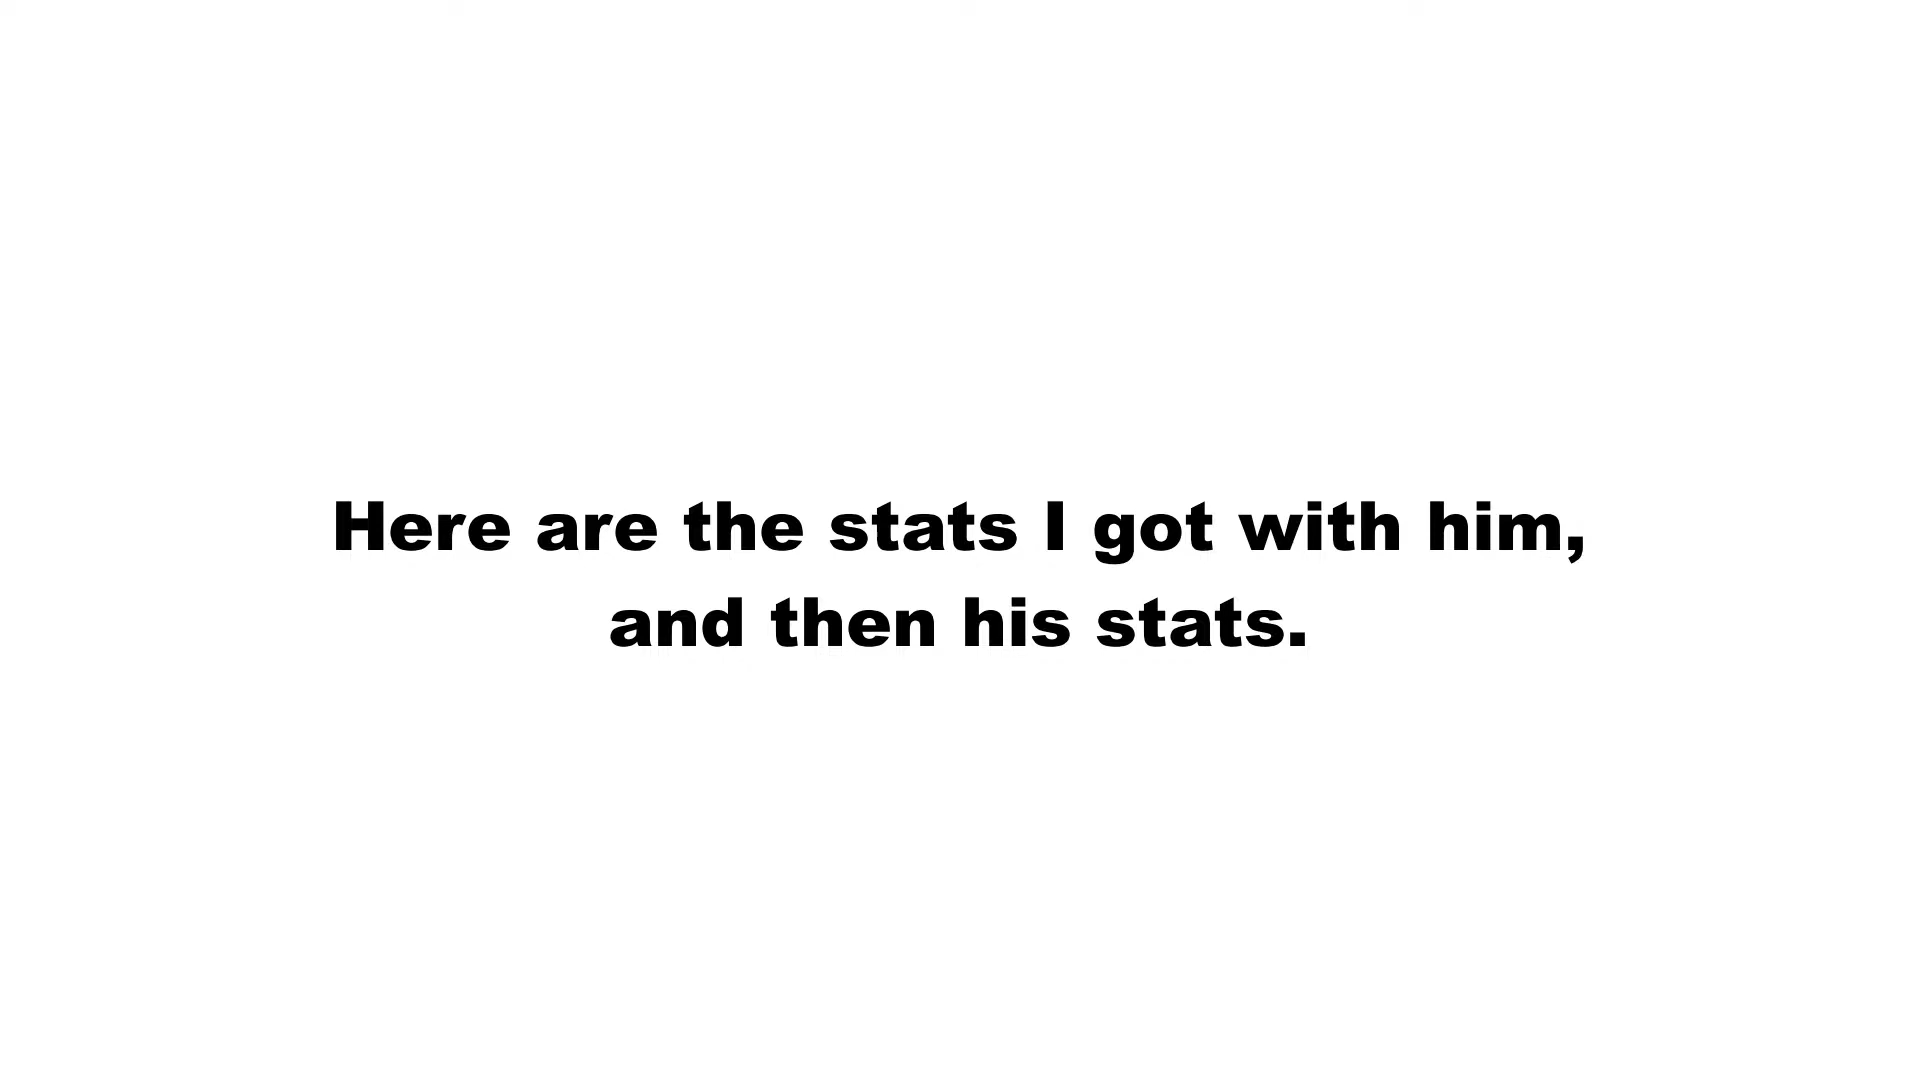 Here are the stats I got with him,
and then his stats.